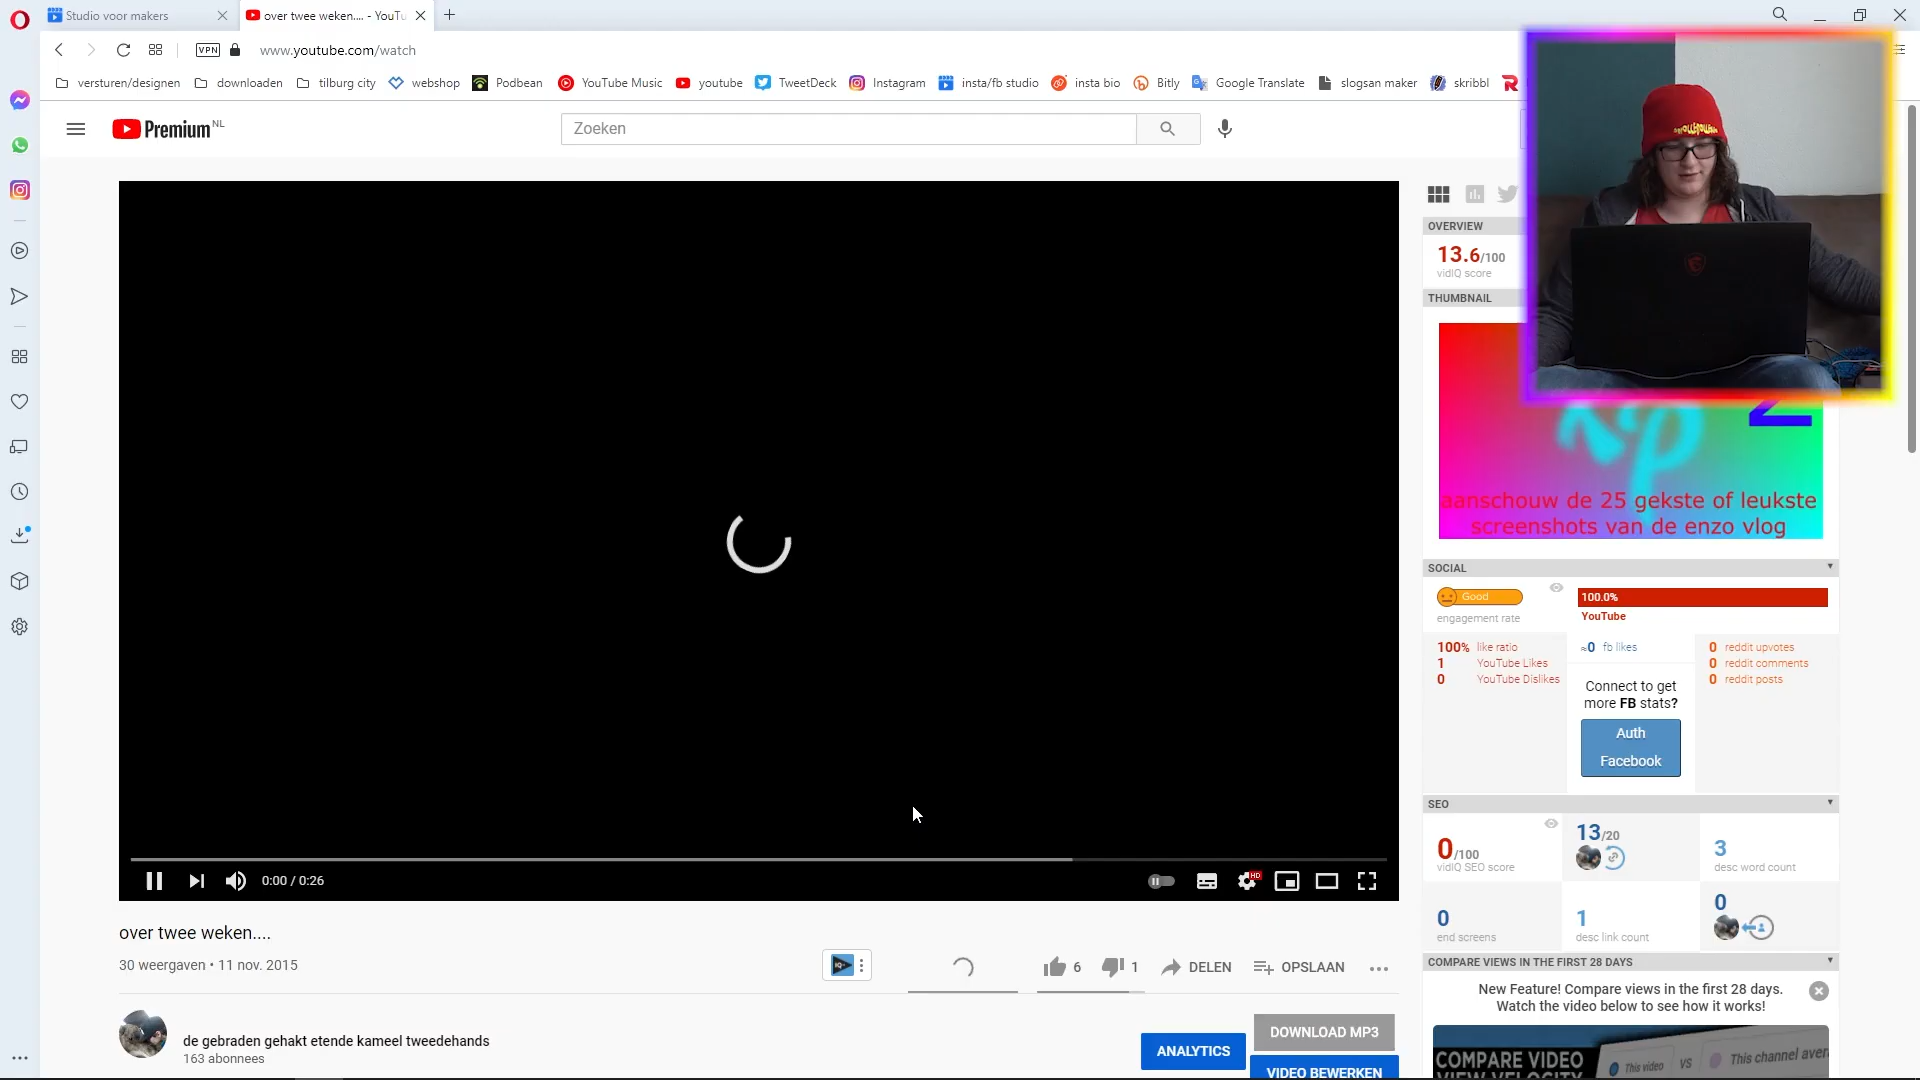 Studio voor makers
over twee weken.... - YouTu
VPN
www.youtube.com/watch
versturen/designen
downloaden
tilburg city
webshop
Podbean
YouTube Music
youtube
TweetDeck
Instagram
insta/fb studio
insta bio
Bitly
Google Translate
slogsan maker
skribbl
Premium NL
Zoeken
OVERVIEW
13.6/100
vidIQ score
THUMBNAIL
aanschouw de 25 gekste of leukste
screenshots van de enzo vlog
SOCIAL
Good
engagement rate
100.0%
YouTube
100% like ratio
1 YouTube Likes
0 YouTube Dislikes
≈0 fb likes
Connect to get
more FB stats?
Auth
Facebook
0 reddit upvotes
0 reddit comments
0 reddit posts
SEO
0/100
vidIQ SEO score
13/20
3
desc word count
0
end screens
1
desc link count
0
0:00 / 0:26
HD
over twee weken....
30 weergaven • 11 nov. 2015
6
1
DELEN
OPSLAAN
de gebraden gehakt etende kameel tweedehands
163 abonnees
ANALYTICS
DOWNLOAD MP3
VIDEO BEWERKEN
COMPARE VIEWS IN THE FIRST 28 DAYS
New Feature! Compare views in the first 28 days.
Watch the video below to see how it works!
COMPARE VIDEO
VIEW VELOCITY
This video
VS
This channel aver